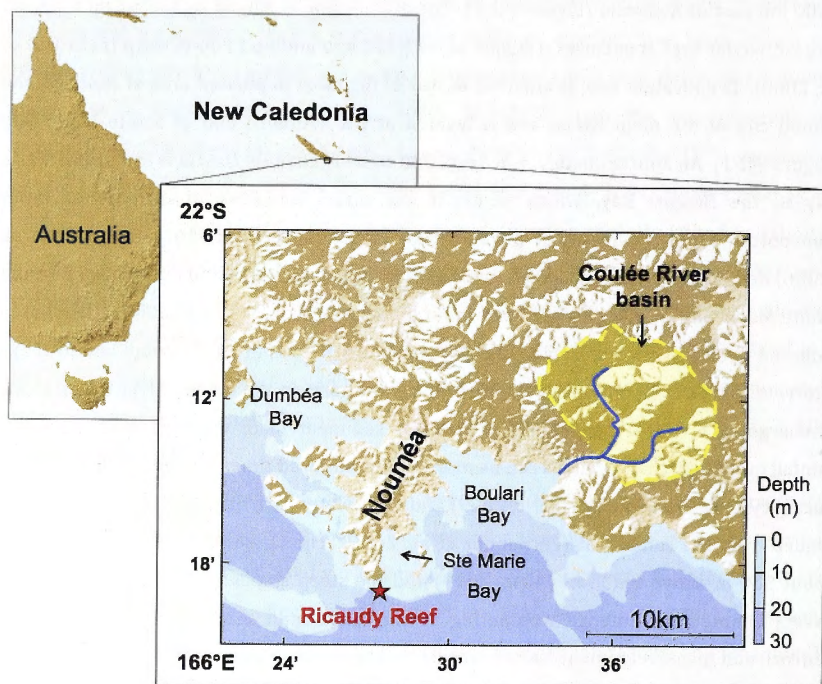 New Caledonia
Australia
22°S
6'
12'
18'
Coulée River
basin
Dumbéa
Bay
Nouméa
Boulari
Bay
Ste Marie
Bay
Ricaudy Reef
10km
Depth
(m)
0
10
20
30
166°E
24'
30'
36'